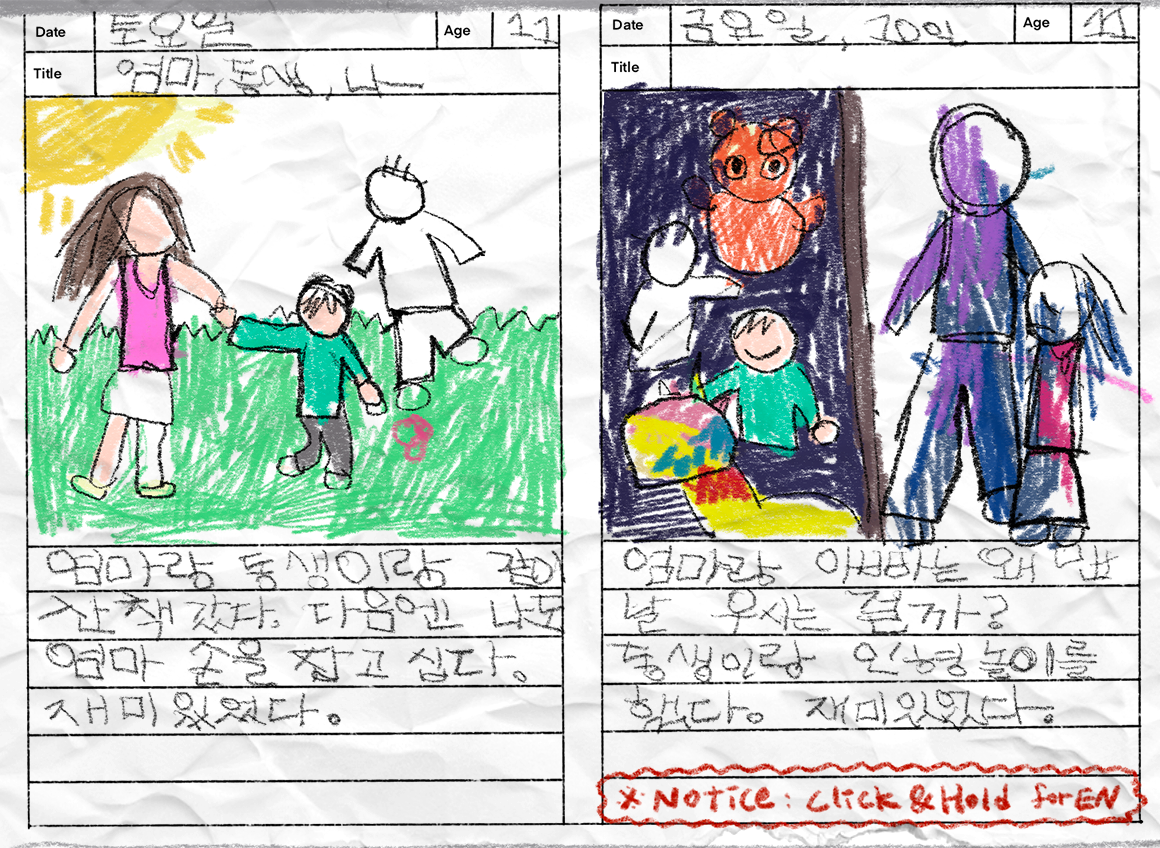 Date 토요일 Age 11
Title 엄마, 동생, 나
엄마랑 동생이랑 같이
산책 갔다. 다음엔 나도
엄마 손을 잡고 십다.
재미있었다.
Date 금요일, 10일 Age 11
Title
엄마랑 아빠는 왜 맨
날 우시는 걸까?
동생이랑 인형 놀이를
했다. 재미있었다.
* Notice: Click & Hold for EN